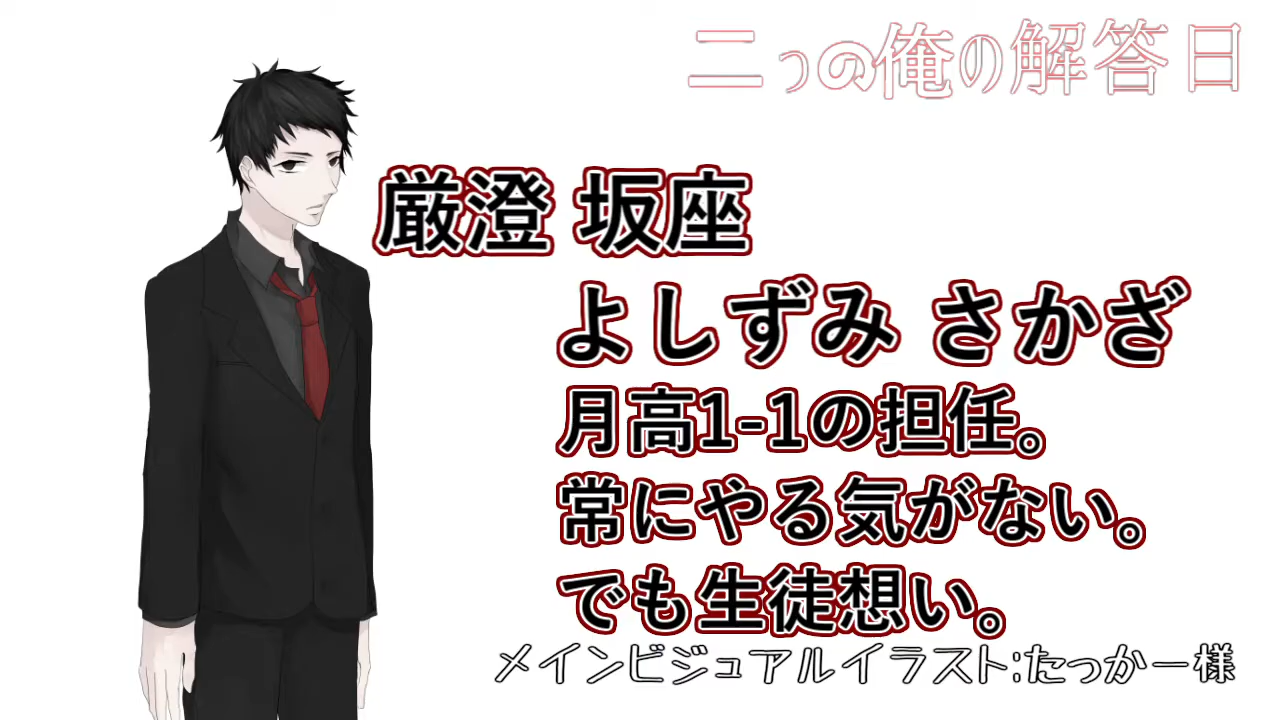 二つの俺の解答日
厳澄 坂座
よしずみ さかざ
月高1-1の担任。
常にやる気がない。
でも生徒想い。
メインビジュアルイラスト:たっかー様